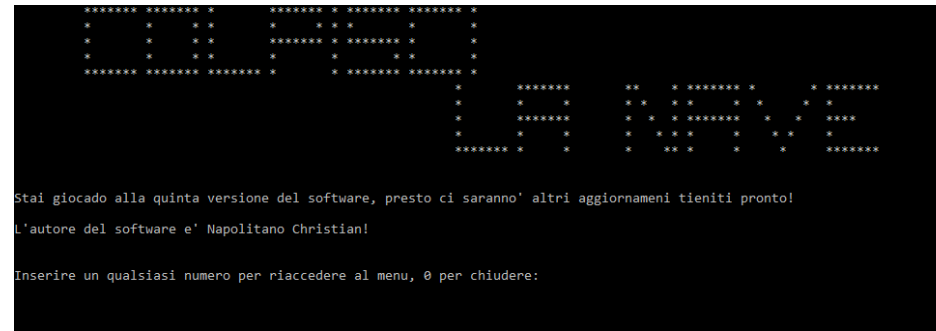 COLPISCI
LA NAVE
Stai giocado alla quinta versione del software, presto ci saranno' altri aggiornameni tieniti pronto!
L'autore del software e' Napolitano Christian!
Inserire un qualsiasi numero per riaccedere al menu, 0 per chiudere: